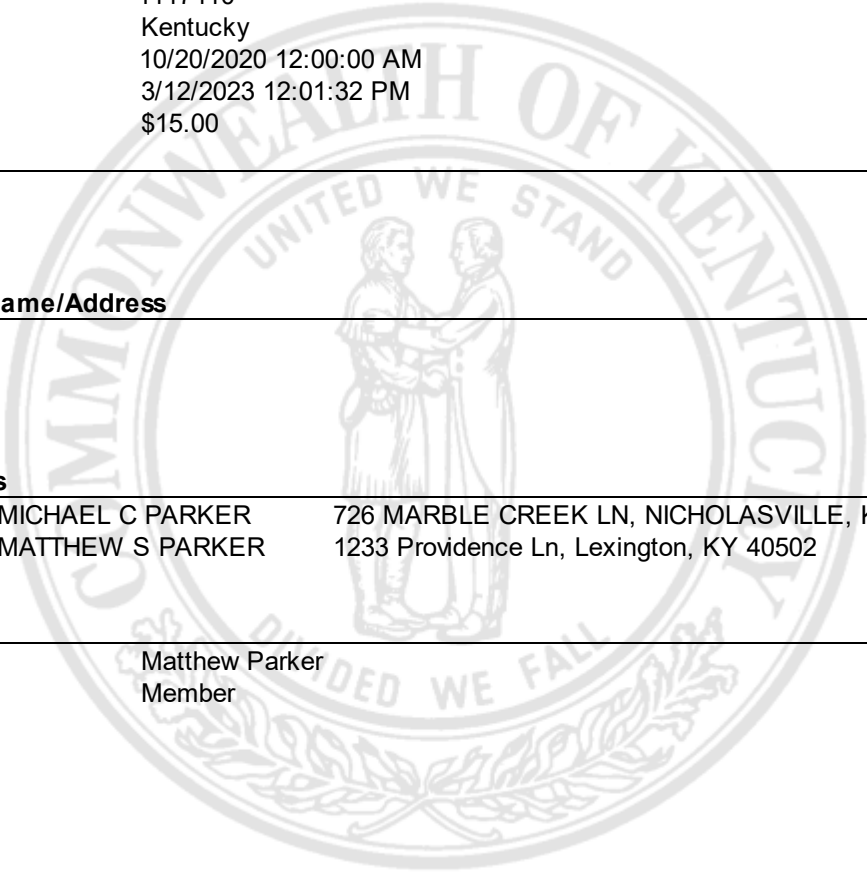 Kentucky
10/20/2020 12:00:00 AM
3/12/2023 12:01:32 PM
$15.00
COMMONWEALTH OF KENTUCKY
UNITED WE STAND
ame/Address
s
MICHAEL C PARKER 726 MARBLE CREEK LN, NICHOLASVILLE, K
MATTHEW S PARKER 1233 Providence Ln, Lexington, KY 40502
Matthew Parker
Member
DIVIDED WE FALL